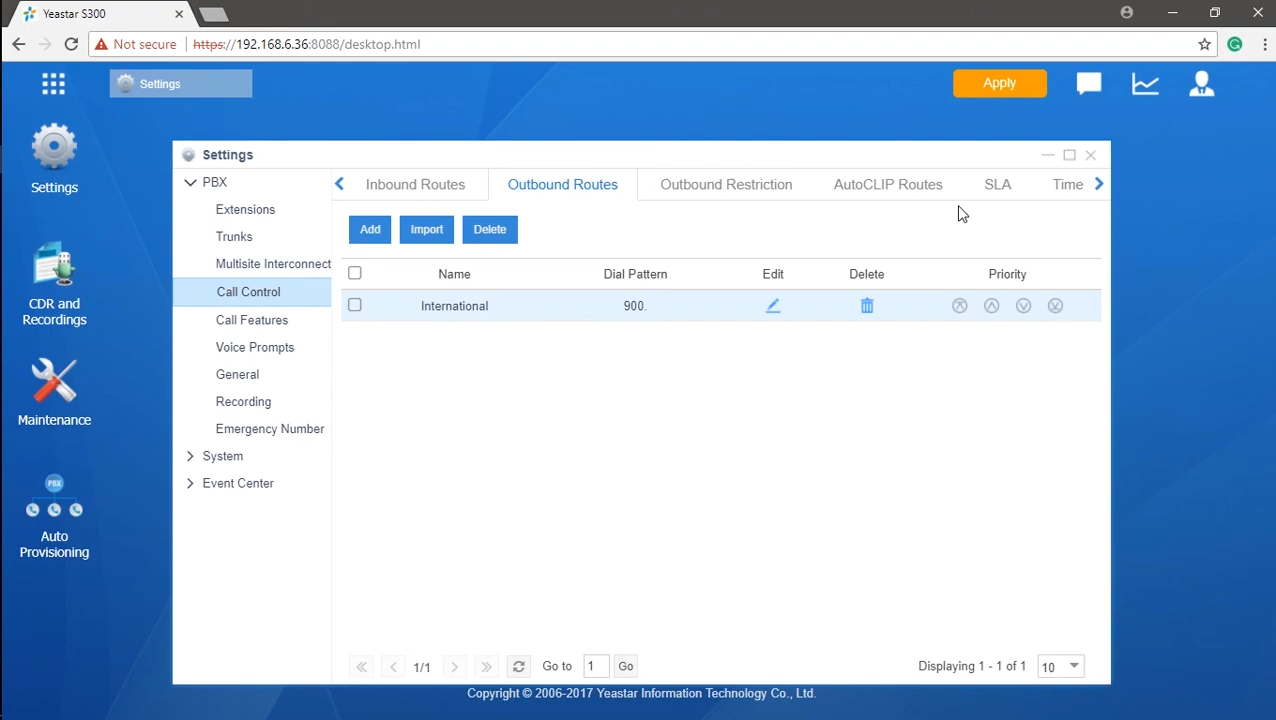 Yeastar S300
Not secure https://192.168.6.36:8088/desktop.html
Settings
Apply
Settings
CDR and
Recordings
Maintenance
PBX
Auto
Provisioning
Settings
PBX
Extensions
Trunks
Multisite Interconnect
Call Control
Call Features
Voice Prompts
General
Recording
Emergency Number
System
Event Center
Inbound Routes Outbound Routes Outbound Restriction AutoCLIP Routes SLA Time
Add Import Delete
Name Dial Pattern Edit Delete Priority
International 900.
1/1 Go to 1 Go Displaying 1 - 1 of 1 10
Copyright © 2006-2017 Yeastar Information Technology Co., Ltd.